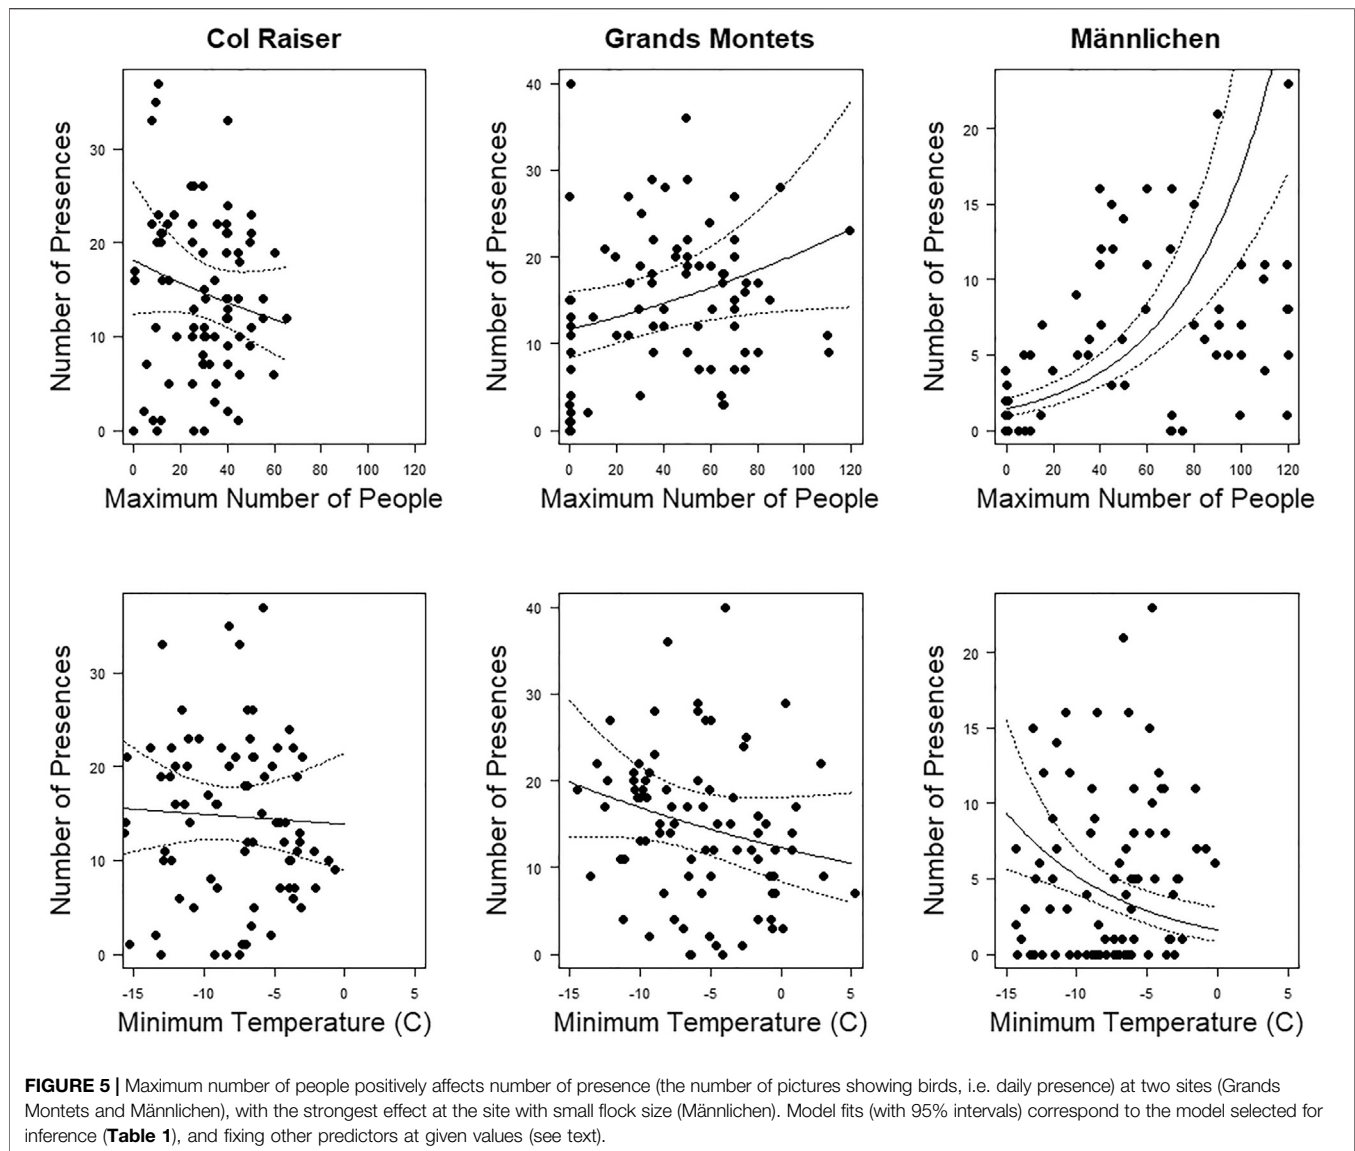 Col Raiser
Grands Montets
Männlichen
Number of Presences
0
10
20
30
0 20 40 60 80 100 120
Maximum Number of People
Number of Presences
0
10
20
30
40
0 20 40 60 80 100 120
Maximum Number of People
Number of Presences
0
5
10
15
20
0 20 40 60 80 100 120
Maximum Number of People
Number of Presences
0
10
20
30
-15 -10 -5 0 5
Minimum Temperature (C)
Number of Presences
0
10
20
30
40
-15 -10 -5 0 5
Minimum Temperature (C)
Number of Presences
0
5
10
15
20
-15 -10 -5 0 5
Minimum Temperature (C)
FIGURE 5 | Maximum number of people positively affects number of presence (the number of pictures showing birds, i.e. daily presence) at two sites (Grands
Montets and Männlichen), with the strongest effect at the site with small flock size (Männlichen). Model fits (with 95% intervals) correspond to the model selected for
inference (Table 1), and fixing other predictors at given values (see text).